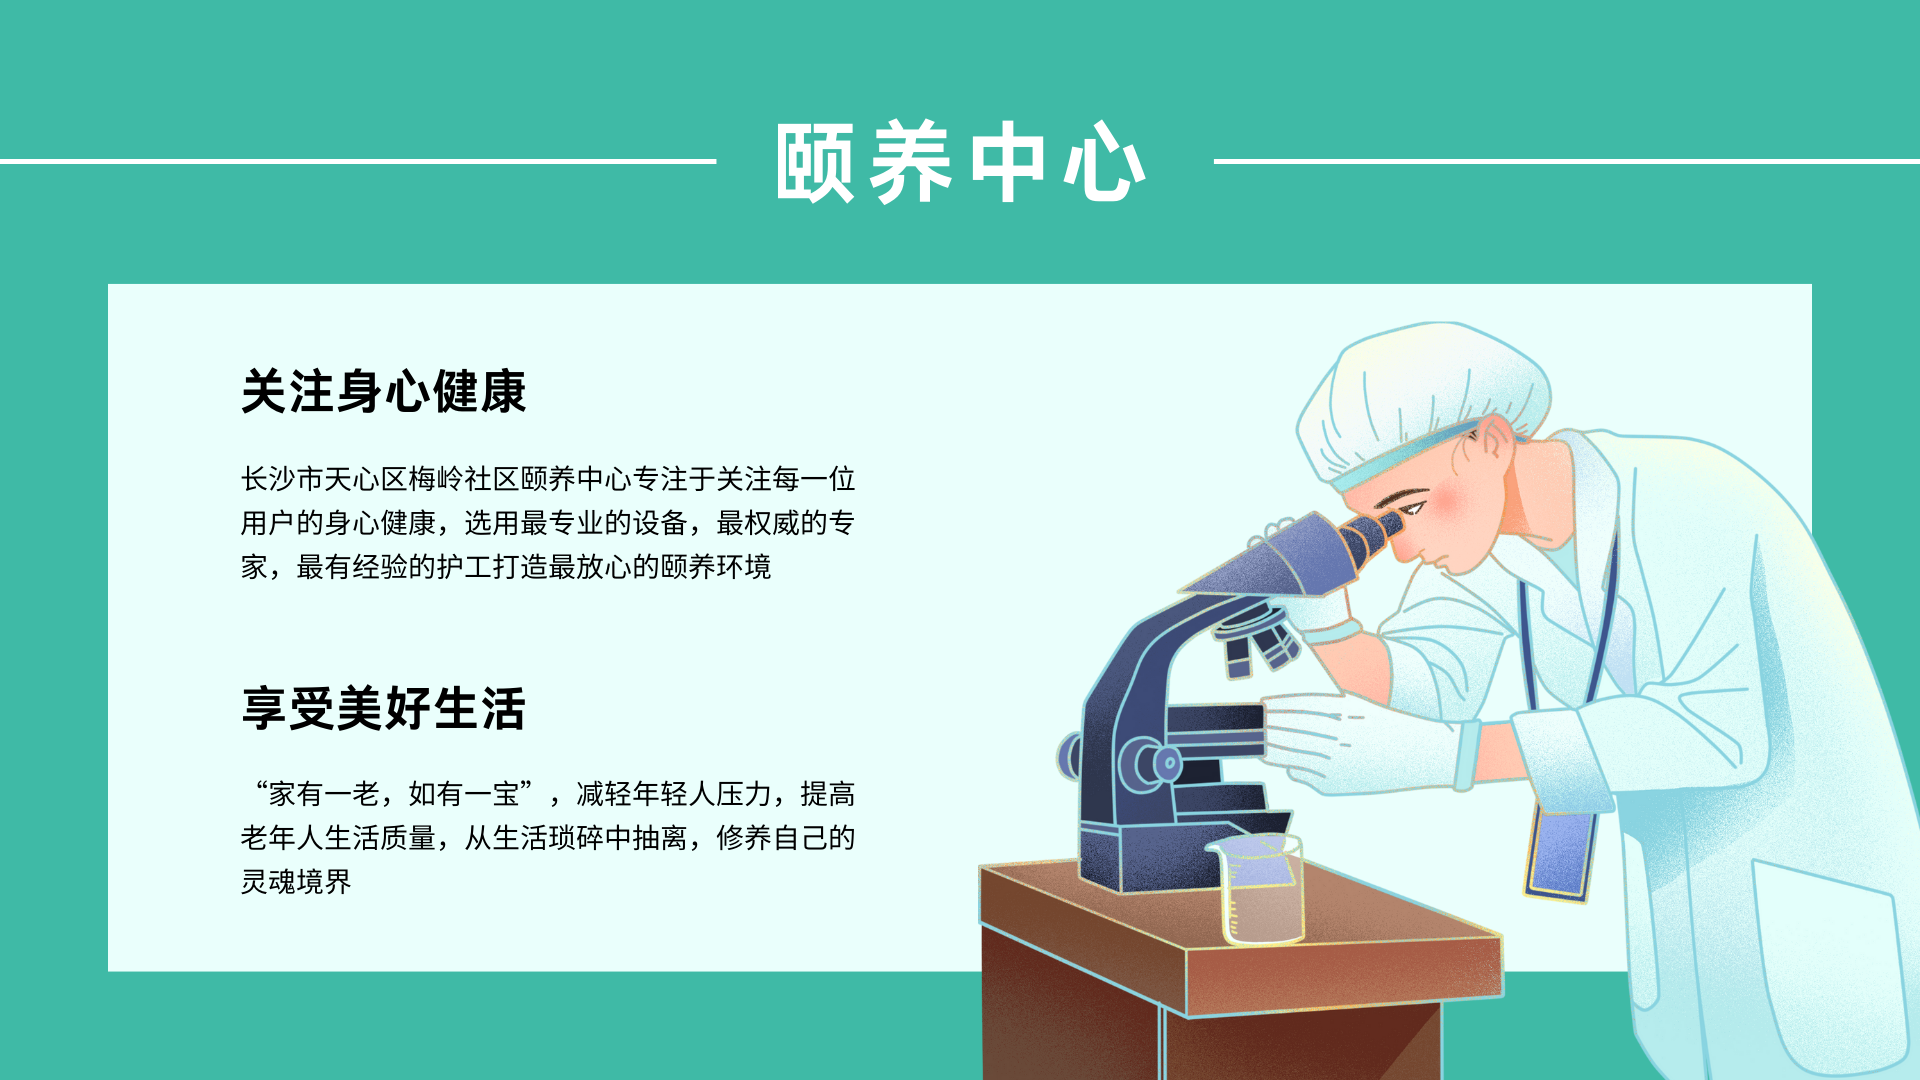 颐养中心
关注身心健康
长沙市天心区梅岭社区颐养中心专注于关注每一位
用户的身心健康，选用最专业的设备，最权威的专
家，最有经验的护工打造最放心的颐养环境
享受美好生活
“家有一老，如有一宝”，减轻年轻人压力，提高
老年人生活质量，从生活琐碎中抽离，修养自己的
灵魂境界